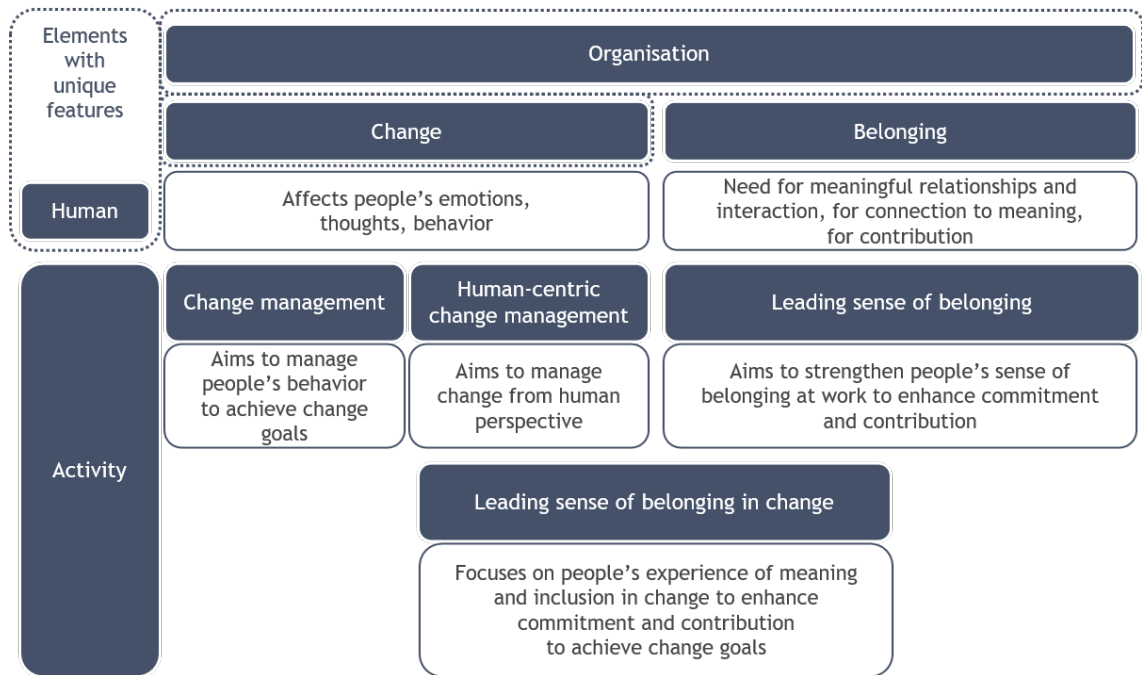 Elements
with
unique
features
Organisation
Change
Belonging
Human
Affects people's emotions,
thoughts, behavior
Need for meaningful relationships and
interaction, for connection to meaning,
for contribution
Activity
Change management
Human-centric
change management
Leading sense of belonging
Aims to manage
people's behavior
to achieve change
goals
Aims to manage
change from human
perspective
Aims to strengthen people's sense of
belonging at work to enhance commitment
and contribution
Leading sense of belonging in change
Focuses on people's experience of meaning
and inclusion in change to enhance
commitment and contribution
to achieve change goals